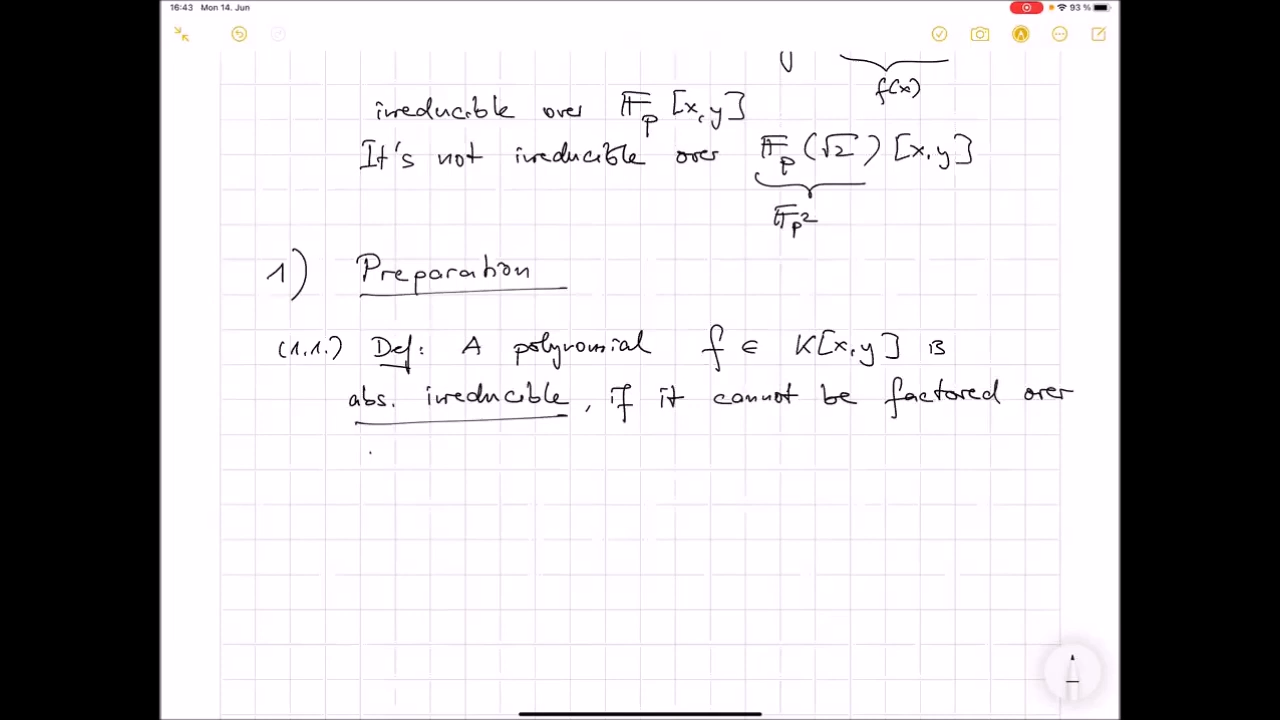 16:43 Mon 14. Jun
93 %
f(x)
irreducible over 𝔽_p [x,y]
It's not irreducible over 𝔽_p (√2) [x,y]
𝔽_p²
1) Preparation
(1.1.) Def: A polynomial f ∈ K[x,y] is
abs. irreducible, if it cannot be factored over